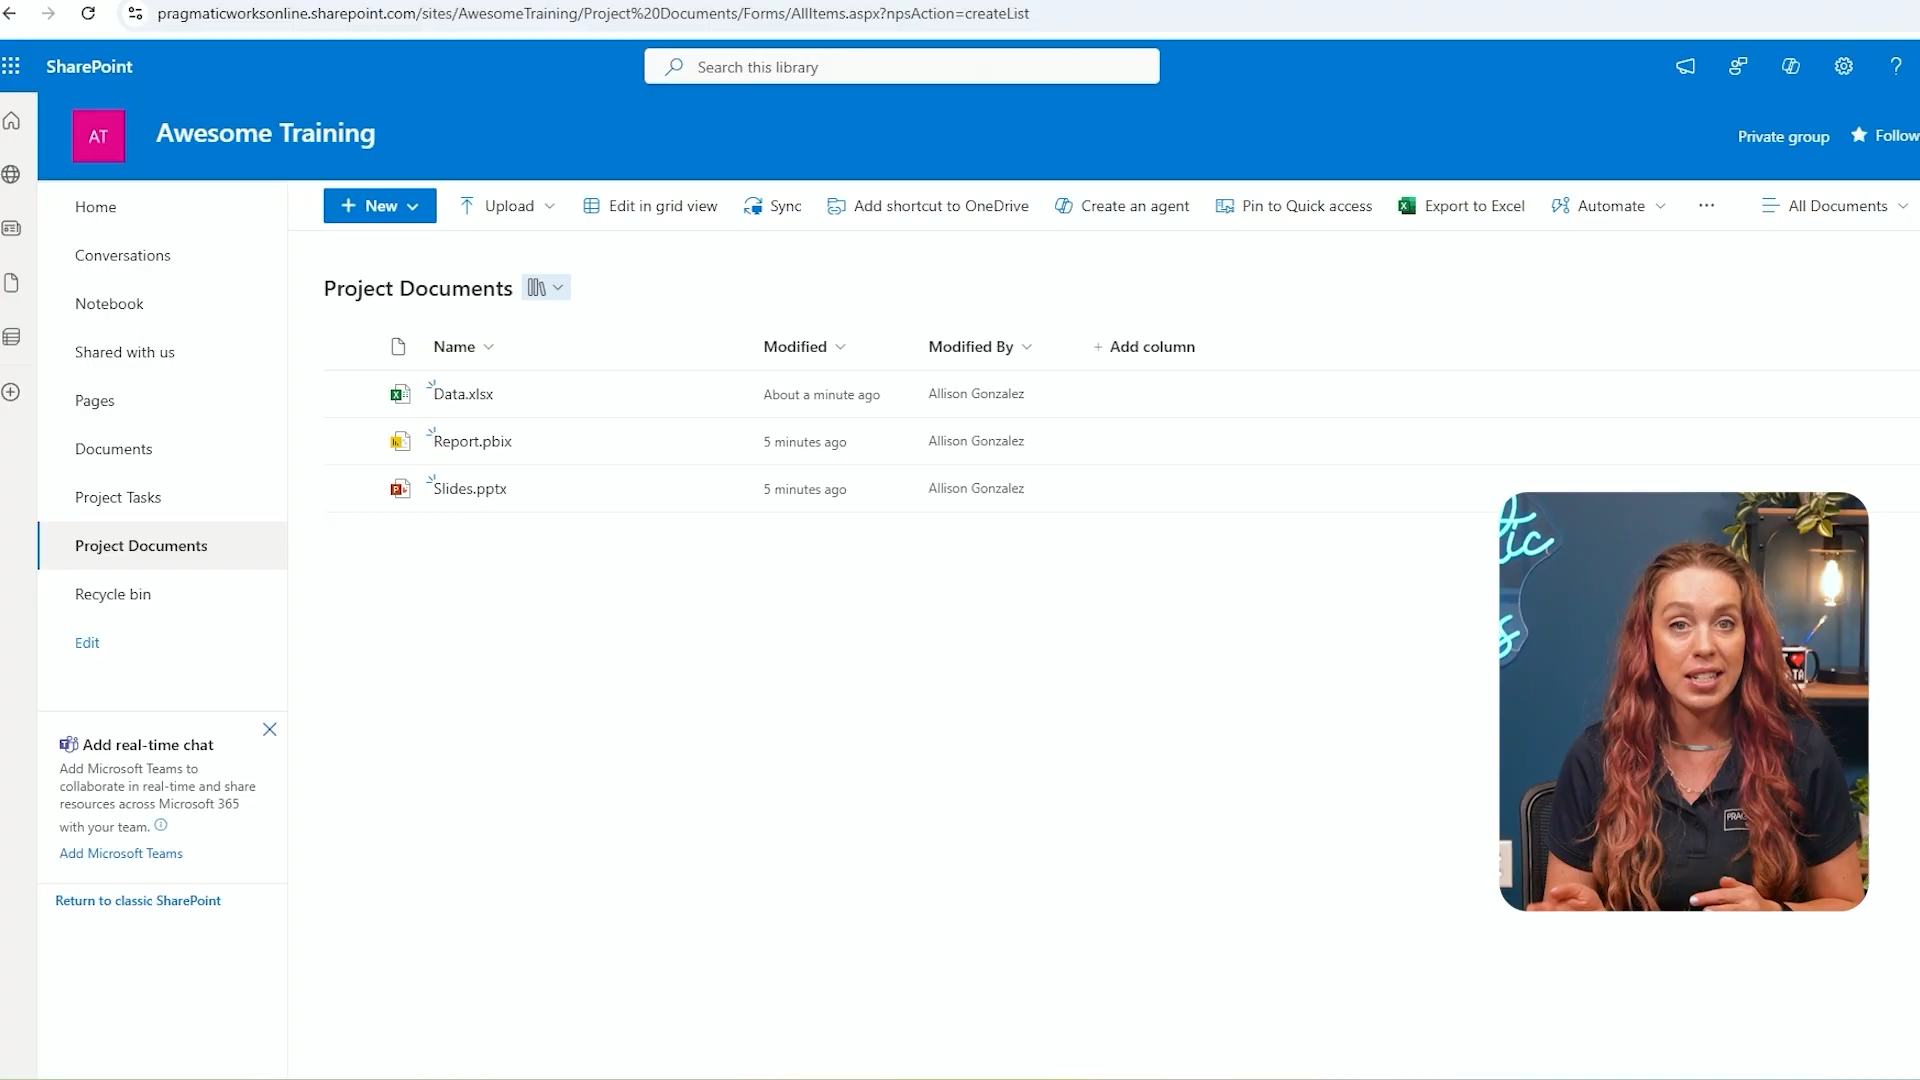 pragmaticworksonline.sharepoint.com/sites/AwesomeTraining/Project%20Documents/Forms/AllItems.aspx?npsAction=createList
SharePoint
Search this library
?
AT
Awesome Training
Private group
Follow
Home
Conversations
Notebook
Shared with us
Pages
Documents
Project Tasks
Project Documents
Recycle bin
Edit
+ New
Upload
Edit in grid view
Sync
Add shortcut to OneDrive
Create an agent
Pin to Quick access
Export to Excel
Automate
...
All Documents
Project Documents
Name
Modified
Modified By
+ Add column
Data.xlsx
About a minute ago
Allison Gonzalez
Report.pbix
5 minutes ago
Allison Gonzalez
Slides.pptx
5 minutes ago
Allison Gonzalez
Add real-time chat
Add Microsoft Teams to
collaborate in real-time and share
resources across Microsoft 365
with your team.
Add Microsoft Teams
Return to classic SharePoint
tic
s